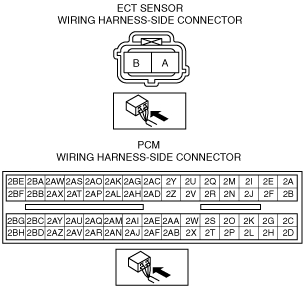 ECT SENSOR
WIRING HARNESS-SIDE CONNECTOR
B A
PCM
WIRING HARNESS-SIDE CONNECTOR
2BE 2BA 2AW 2AS 2AO 2AK 2AG 2AC 2Y 2U 2Q 2M 2I 2E 2A
2BF 2BB 2AX 2AT 2AP 2AL 2AH 2AD 2Z 2V 2R 2N 2J 2F 2B
2BG 2BC 2AY 2AU 2AQ 2AM 2AI 2AE 2AA 2W 2S 2O 2K 2G 2C
2BH 2BD 2AZ 2AV 2AR 2AN 2AJ 2AF 2AB 2X 2T 2P 2L 2H 2D